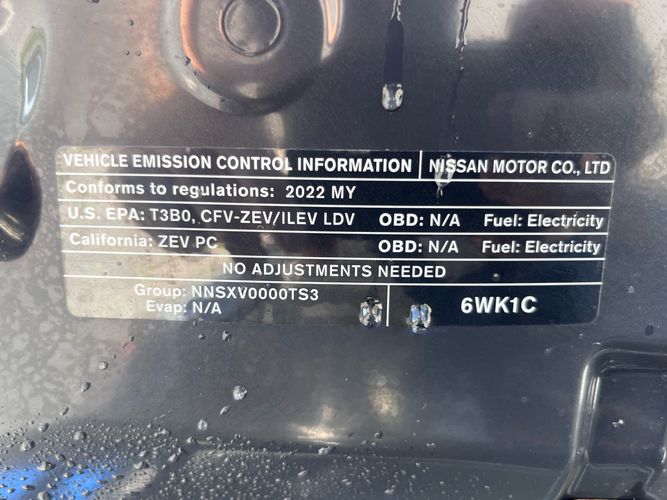 VEHICLE EMISSION CONTROL INFORMATION NISSAN MOTOR CO., LTD
Conforms to regulations: 2022 MY
U.S. EPA: T3B0, CFV-ZEV/ILEV LDV OBD: N/A Fuel: Electricity
California: ZEV PC OBD: N/A Fuel: Electricity
NO ADJUSTMENTS NEEDED
Group: NNSXV0000TS3
Evap: N/A
6WK1C